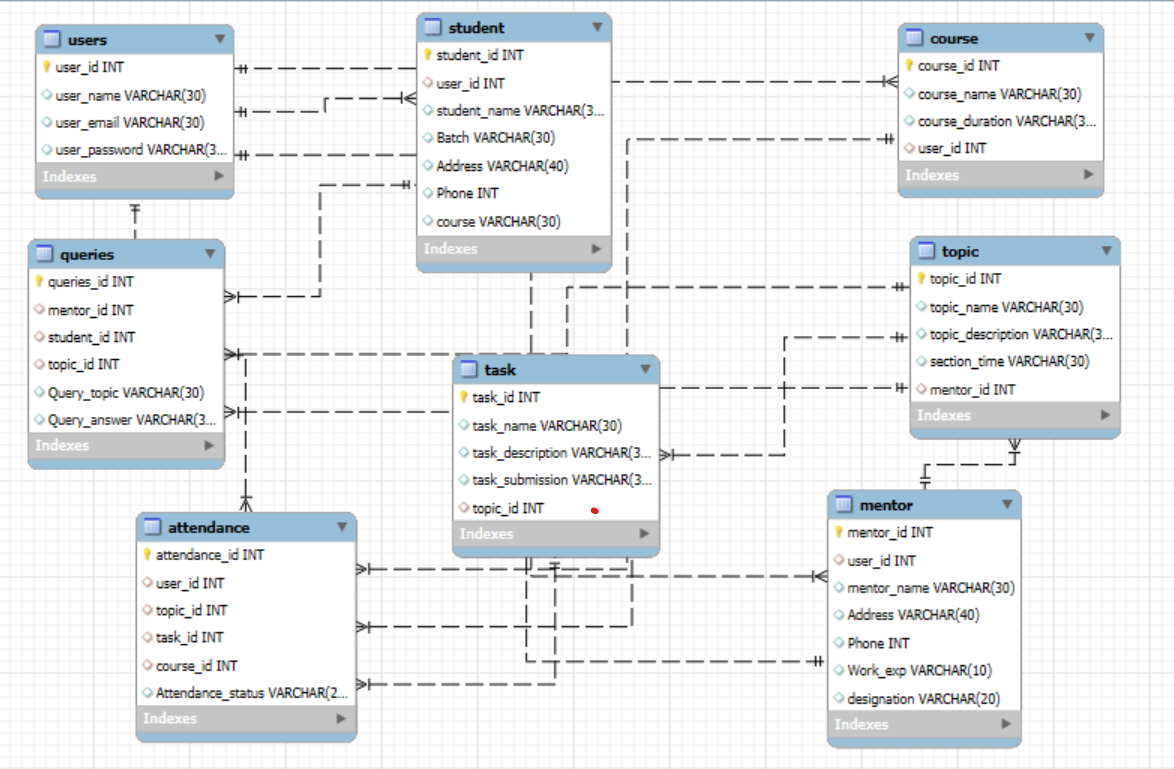 users
user_id INT
user_name VARCHAR(30)
user_email VARCHAR(30)
user_password VARCHAR(3...
Indexes
student
student_id INT
user_id INT
student_name VARCHAR(3...
Batch VARCHAR(30)
Address VARCHAR(40)
Phone INT
course VARCHAR(30)
Indexes
course
course_id INT
course_name VARCHAR(30)
course_duration VARCHAR(3...
user_id INT
Indexes
queries
queries_id INT
mentor_id INT
student_id INT
topic_id INT
Query_topic VARCHAR(30)
Query_answer VARCHAR(3...
Indexes
topic
topic_id INT
topic_name VARCHAR(30)
topic_description VARCHAR(3...
section_time VARCHAR(30)
mentor_id INT
Indexes
task
task_id INT
task_name VARCHAR(30)
task_description VARCHAR(3...
task_submission VARCHAR(3...
topic_id INT
Indexes
attendance
attendance_id INT
user_id INT
topic_id INT
task_id INT
course_id INT
Attendance_status VARCHAR(2...
Indexes
mentor
mentor_id INT
user_id INT
mentor_name VARCHAR(30)
Address VARCHAR(40)
Phone INT
Work_exp VARCHAR(10)
designation VARCHAR(20)
Indexes